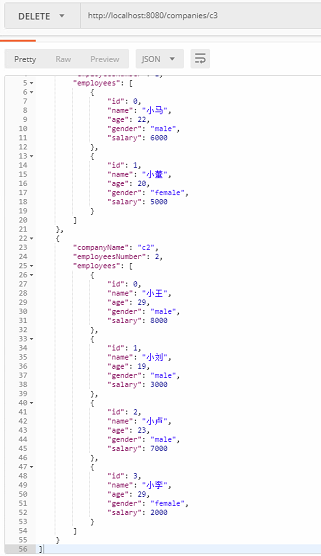 DELETE http://localhost:8080/companies/c3
Pretty Raw Preview JSON
5 "employees": [
6 {
7 "id": 0,
8 "name": "小马",
9 "age": 22,
10 "gender": "male",
11 "salary": 6000
12 },
13 {
14 "id": 1,
15 "name": "小董",
16 "age": 20,
17 "gender": "female",
18 "salary": 5000
19 }
20 ]
21 },
22 {
23 "companyName": "c2",
24 "employeesNumber": 2,
25 "employees": [
26 {
27 "id": 0,
28 "name": "小王",
29 "age": 29,
30 "gender": "male",
31 "salary": 8000
32 },
33 {
34 "id": 1,
35 "name": "小刘",
36 "age": 19,
37 "gender": "male",
38 "salary": 3000
39 },
40 {
41 "id": 2,
42 "name": "小卢",
43 "age": 23,
44 "gender": "male",
45 "salary": 7000
46 },
47 {
48 "id": 3,
49 "name": "小李",
50 "age": 29,
51 "gender": "female",
52 "salary": 2000
53 }
54 ]
55 }
56 ]